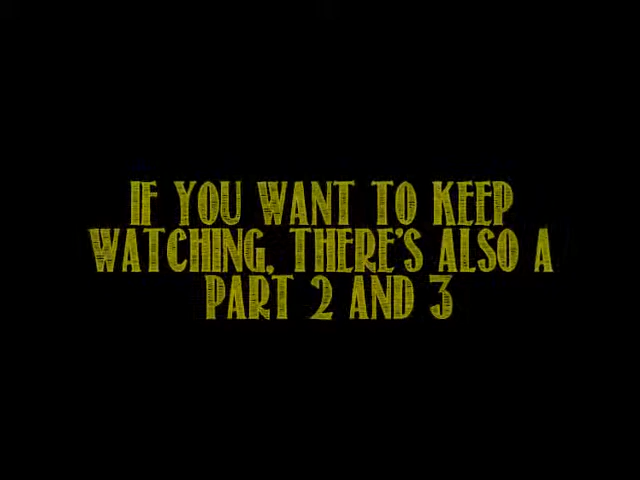 IF YOU WANT TO KEEP
WATCHING, THERE'S ALSO A
PART 2 AND 3